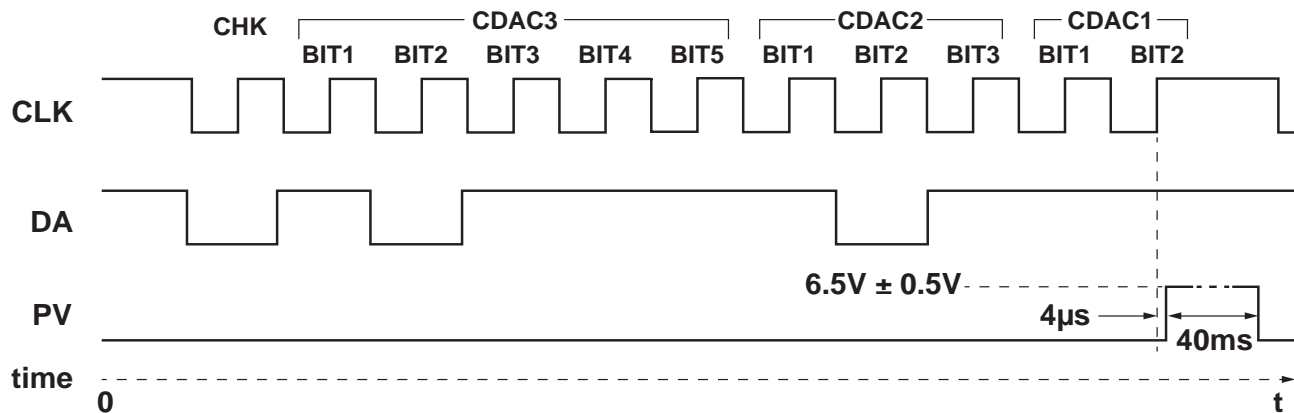 CHK CDAC3 CDAC2 CDAC1
BIT1 BIT2 BIT3 BIT4 BIT5 BIT1 BIT2 BIT3 BIT1 BIT2
CLK
DA
6.5V ± 0.5V
PV
4µs
40ms
time
0 t